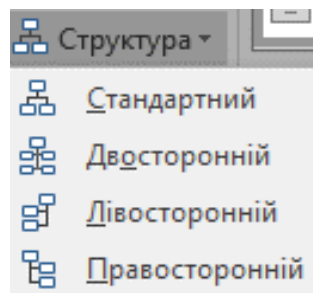 Структура
Стандартний
Двосторонній
Лівосторонній
Правосторонній